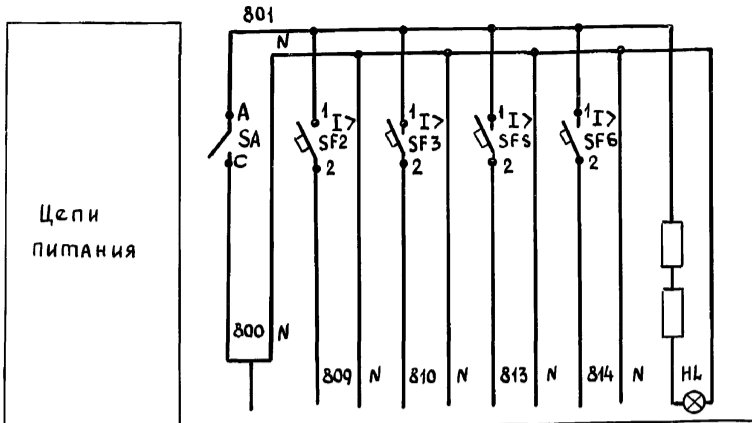 801
N
A
SA
C
1 I>
SF2
2
1 I>
SF3
2
1 I>
SF5
2
1 I>
SF6
2
Цепи
питания
800 N
809 N 810 N 813 N 814 N HL